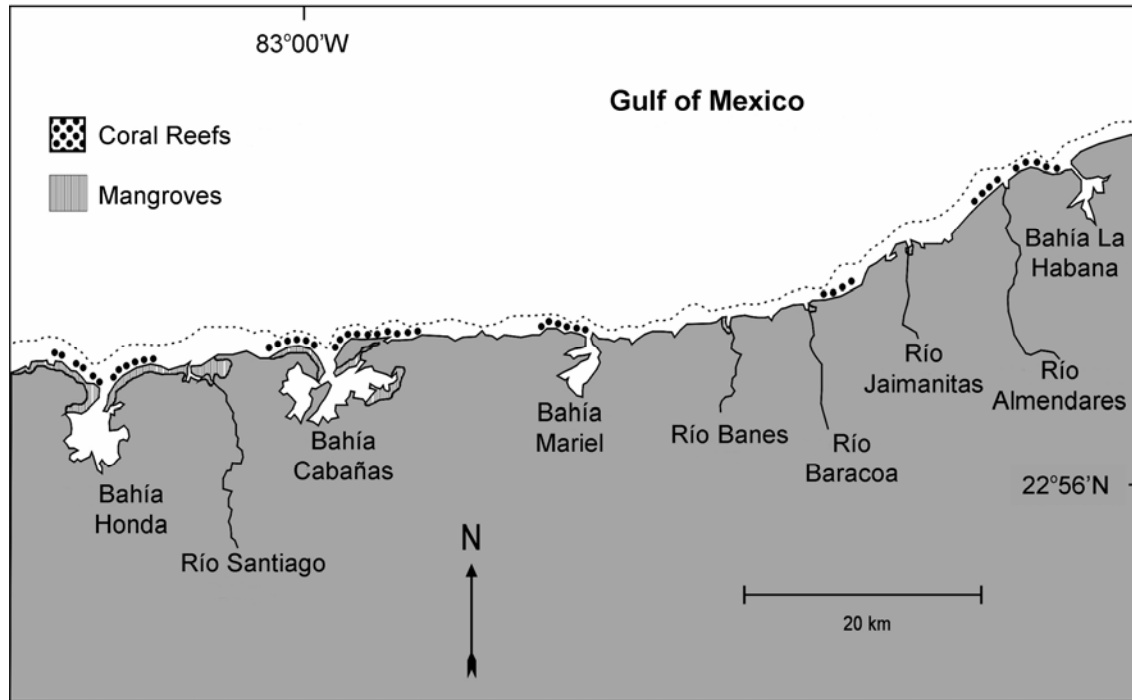 83°00'W
Gulf of Mexico
Coral Reefs
Mangroves
Bahía La
Habana
Río
Jaimanitas
Río
Almendares
Bahía
Mariel
Río Banes
Río
Baracoa
Bahía
Cabañas
22°56'N
Bahía
Honda
Río Santiago
N
20 km